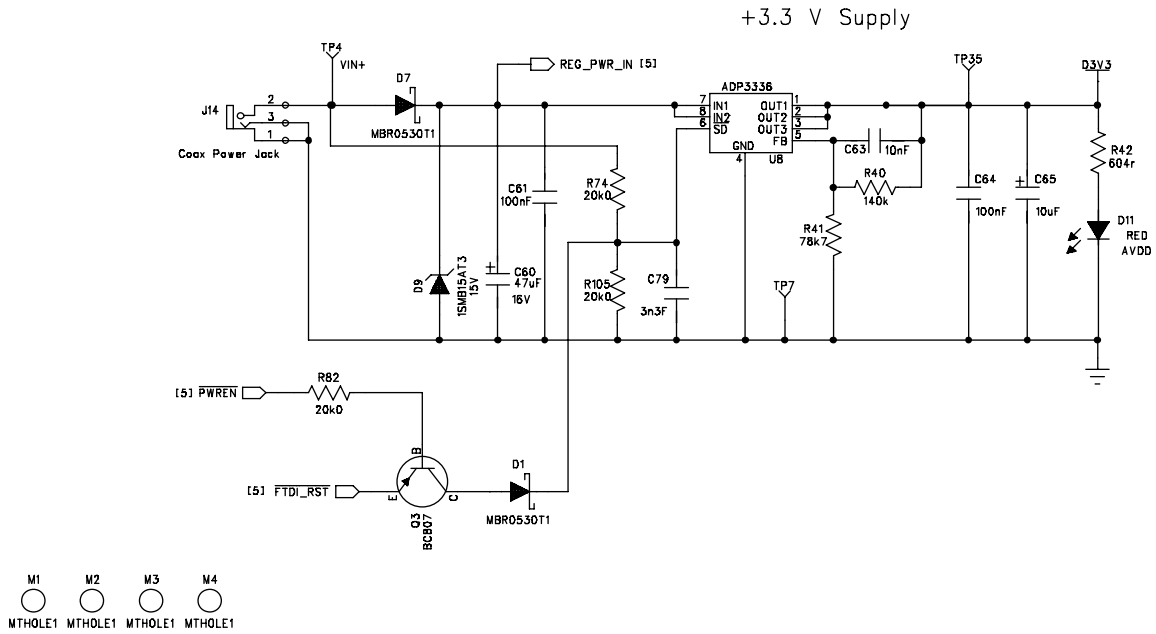 +3.3 V Supply
TP4
VIN+
REG_PWR_IN [5]
TP35
D3V3
J14
2
3
1
Coax Power Jack
D7
MBR0530T1
ADP3336
7 IN1 OUT1 1
8 IN2 OUT2 2
6 SD OUT3 3
FB 5
GND
4
U8
C63
10nF
R40
140k
R41
78k7
R42
604r
C64
100nF
C65
10uF
D11
RED
AVDD
C61
100nF
R74
20k0
R105
20k0
C79
3n3F
D9
1SMB15AT3
15V
C60
47uF
16V
TP7
[5] PWREN
R82
20k0
[5] FTDI_RST
B
E
C
Q3
BC807
D1
MBR0530T1
M1 M2 M3 M4
MTHOLE1 MTHOLE1 MTHOLE1 MTHOLE1